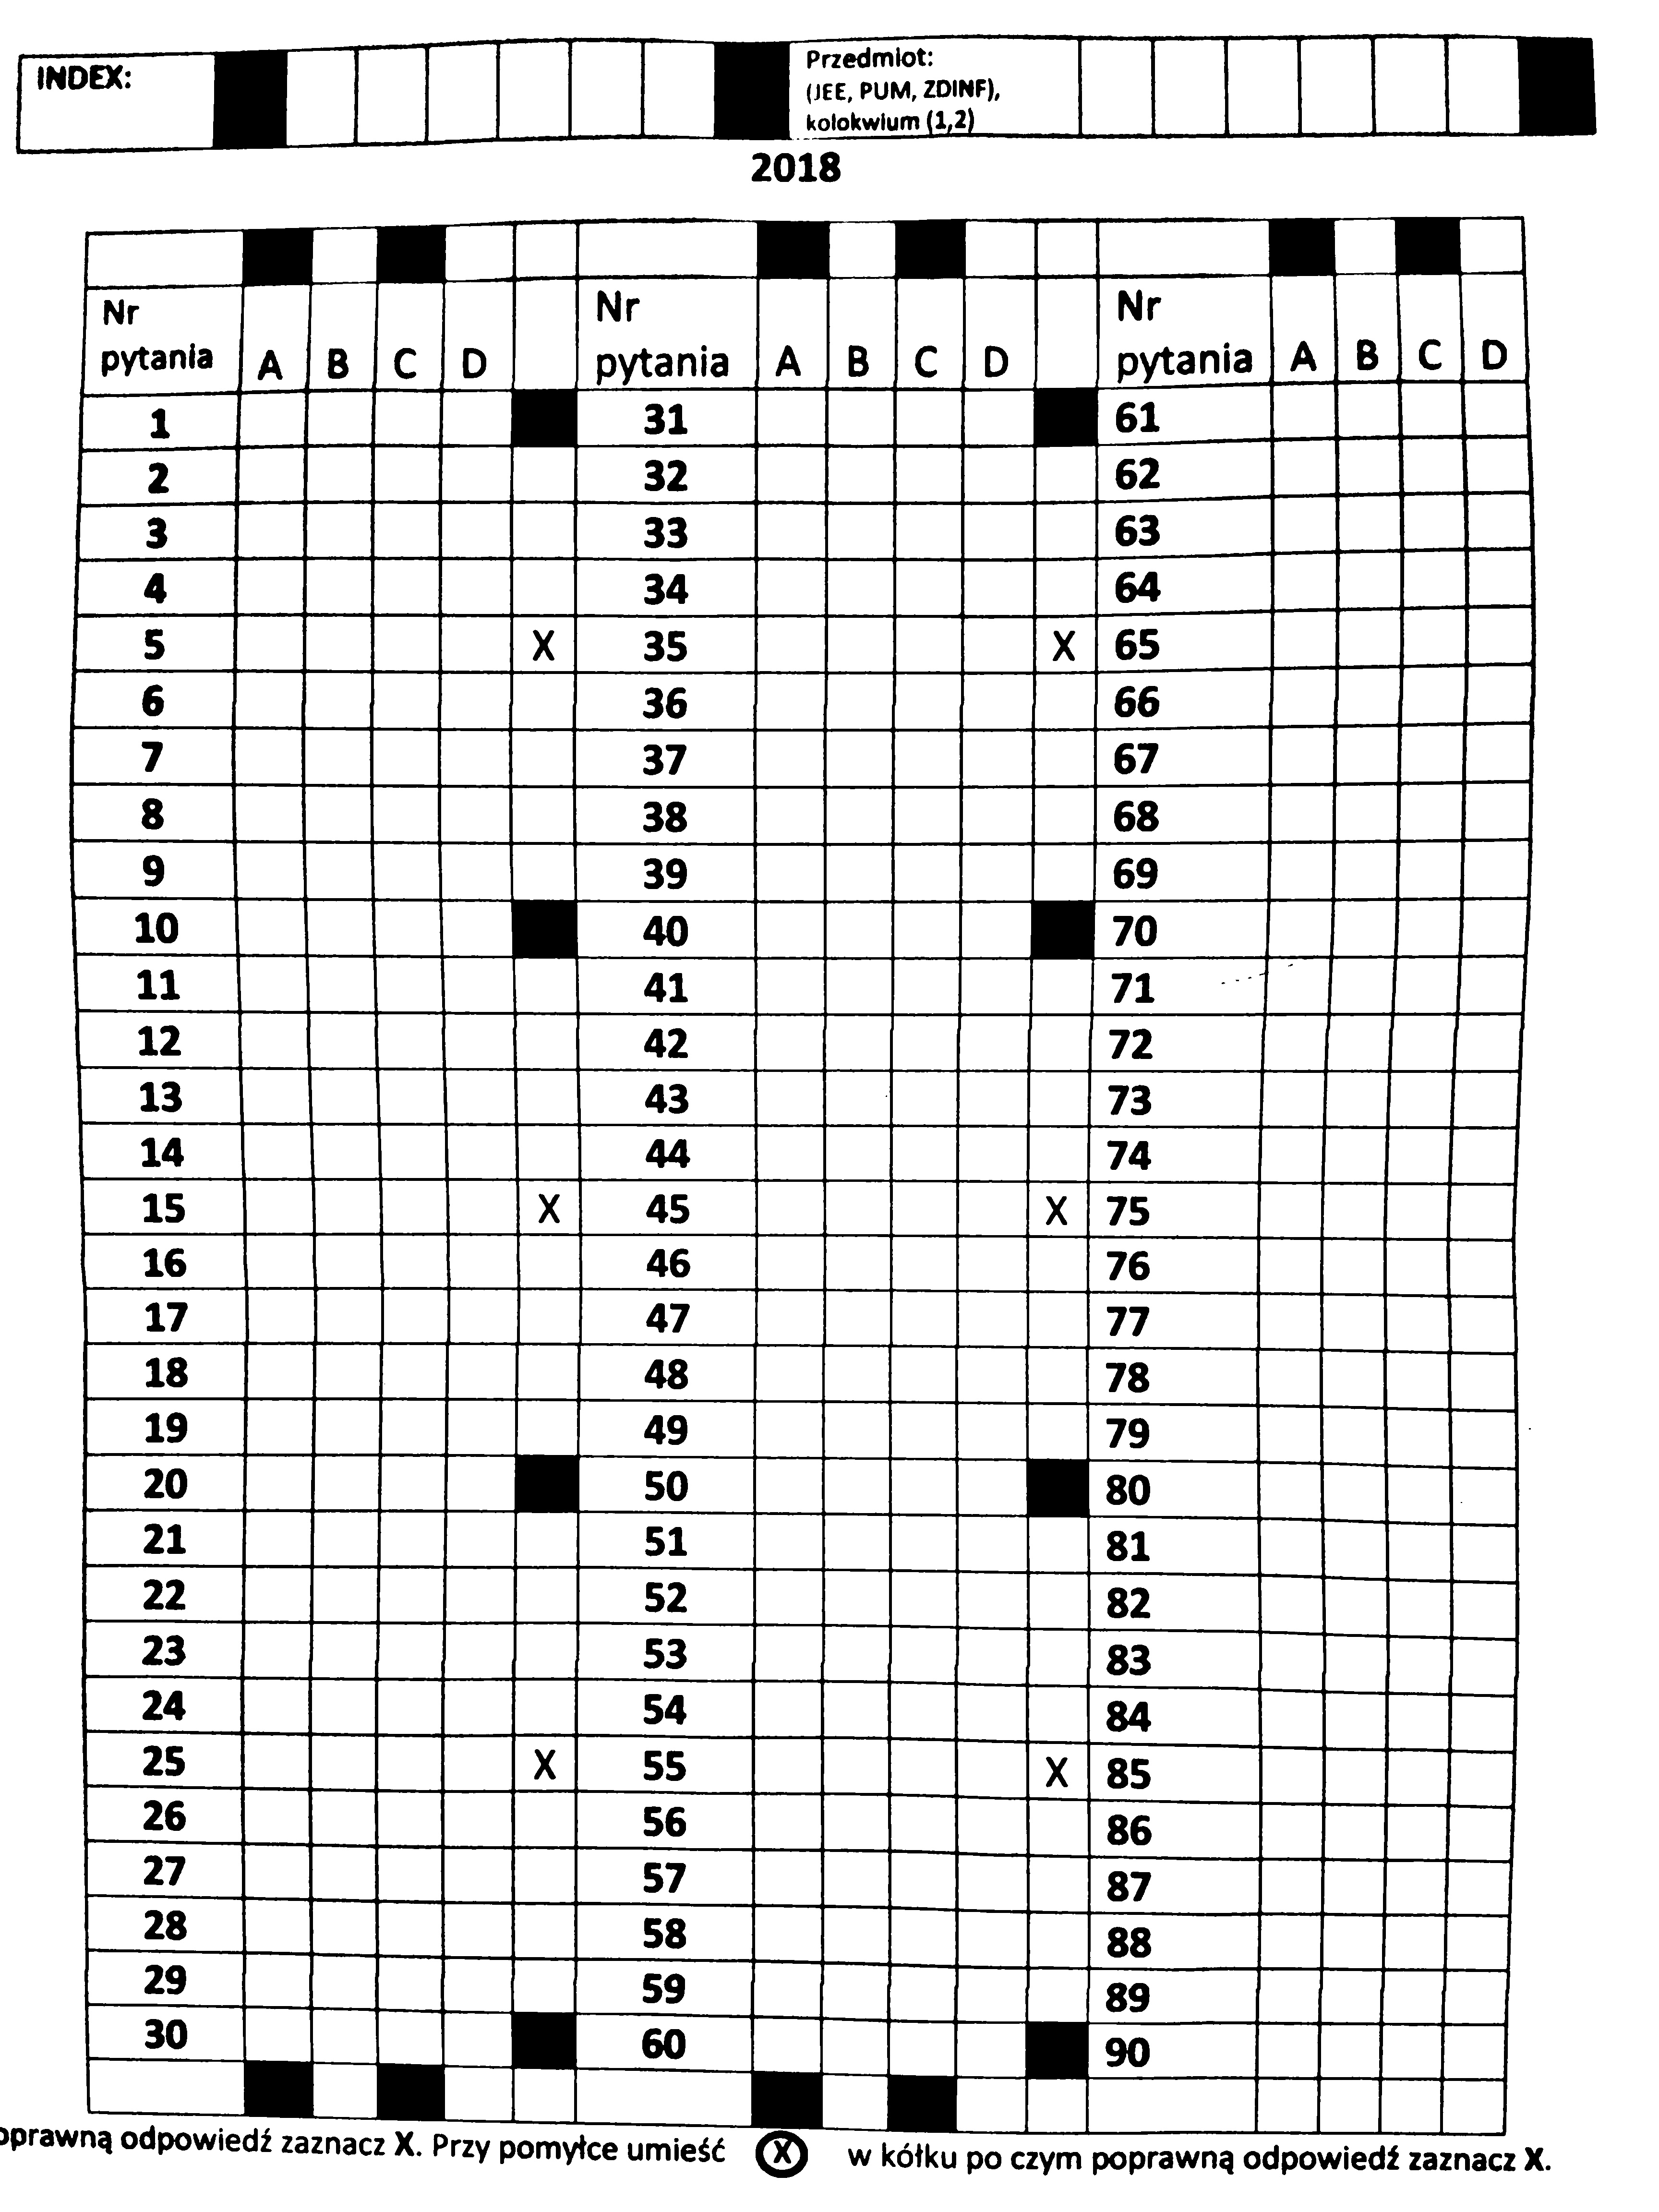 INDEX:
Przedmiot:
(JEE, PUM, ZDINF),
kolokwium (1,2)
2018
Nr pytania A B C D Nr pytania A B C D Nr pytania A B C D
1 31 61
2 32 62
3 33 63
4 34 64
5 X 35 X 65
6 36 66
7 37 67
8 38 68
9 39 69
10 40 70
11 41 71
12 42 72
13 43 73
14 44 74
15 X 45 X 75
16 46 76
17 47 77
18 48 78
19 49 79
20 50 80
21 51 81
22 52 82
23 53 83
24 54 84
25 X 55 X 85
26 56 86
27 57 87
28 58 88
29 59 89
30 60 90
oprawną odpowiedź zaznacz X. Przy pomyłce umieść X w kółku po czym poprawną odpowiedź zaznacz X.